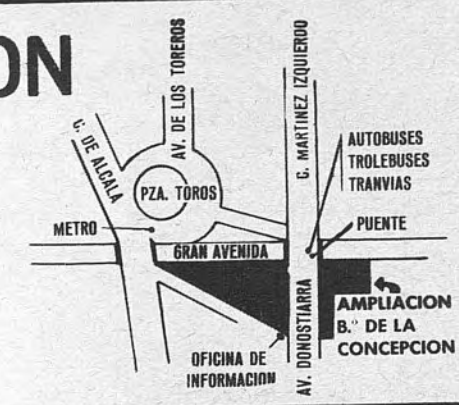 ON
AV. DE LOS TOREROS
C. MARTINEZ IZQUIERDO
C. DE ALCALA
PZA. TOROS
AUTOBUSES
TROLEBUSES
TRANVIAS
METRO
PUENTE
GRAN AVENIDA
AMPLIACION
B.º DE LA
CONCEPCION
AV. DONOSTIARRA
OFICINA DE
INFORMACION